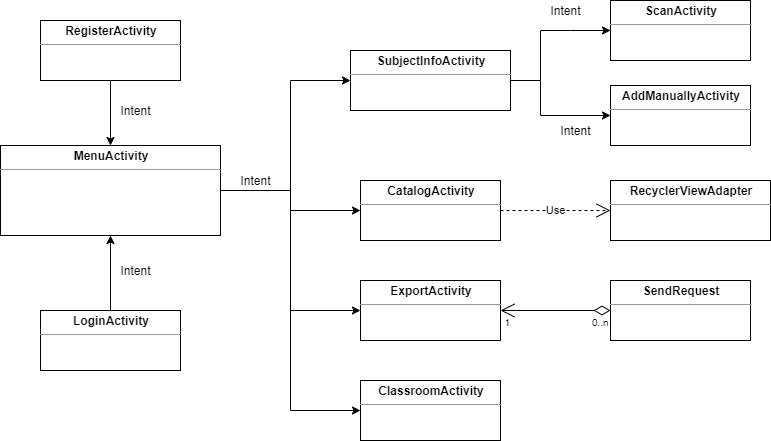 RegisterActivity
Intent
MenuActivity
Intent
Intent
LoginActivity
SubjectInfoActivity
Intent
ScanActivity
AddManuallyActivity
Intent
CatalogActivity
Use
RecyclerViewAdapter
ExportActivity
1
0..n
SendRequest
ClassroomActivity